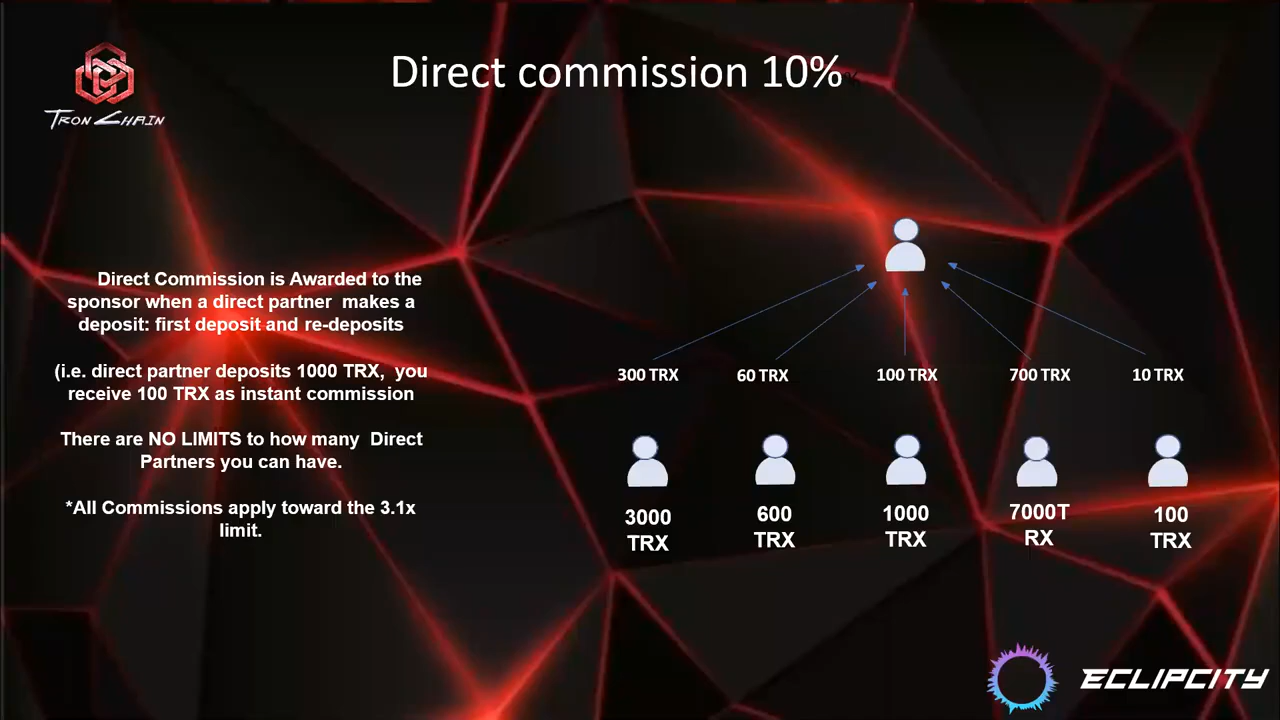 TRON CHAIN
Direct commission 10%
Direct Commission is Awarded to the
sponsor when a direct partner makes a
deposit: first deposit and re-deposits
(i.e. direct partner deposits 1000 TRX, you
receive 100 TRX as instant commission
There are NO LIMITS to how many Direct
Partners you can have.
*All Commissions apply toward the 3.1x
limit.
300 TRX
60 TRX
100 TRX
700 TRX
10 TRX
3000
TRX
600
TRX
1000
TRX
7000T
RX
100
TRX
ECLIPCITY